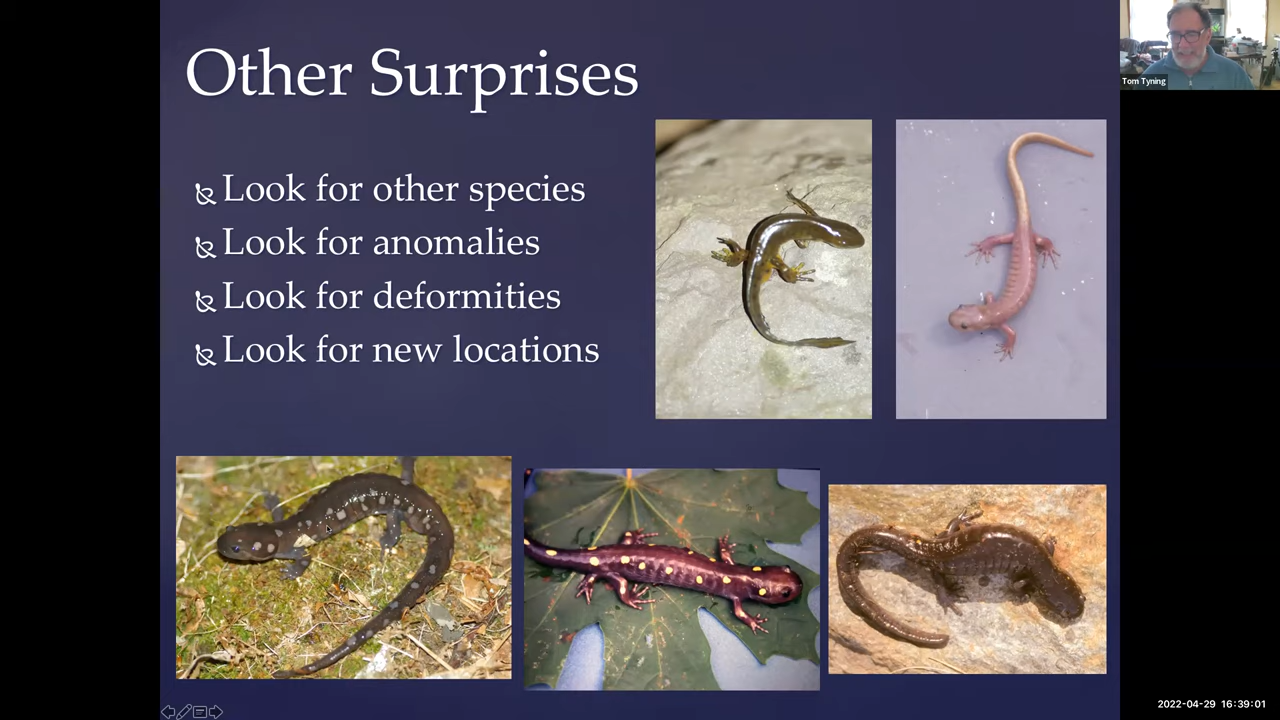 Other Surprises
Look for other species
Look for anomalies
Look for deformities
Look for new locations
Tom Tyning
2022-04-29 16:39:01